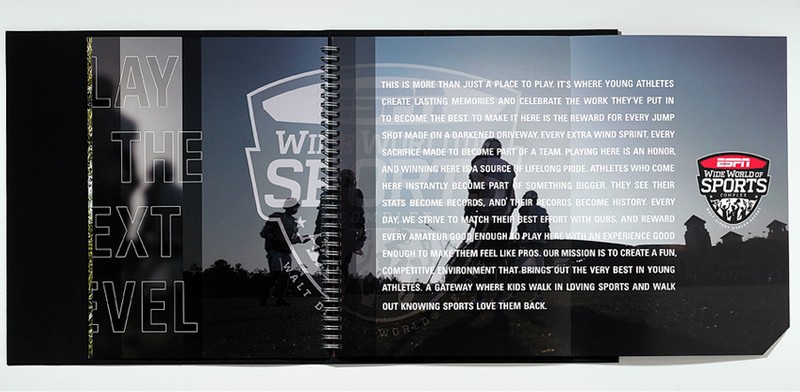 LAY
THE
EXT
EVEL
WIDE WORLD OF
SPORTS
COMPLEX
WALT DISNEY WORLD
THIS IS MORE THAN JUST A PLACE TO PLAY. IT'S WHERE YOUNG ATHLETES
CREATE LASTING MEMORIES AND CELEBRATE THE WORK THEY'VE PUT IN
TO BECOME THE BEST. TO MAKE IT HERE IS THE REWARD FOR EVERY JUMP
SHOT MADE ON A DARKENED DRIVEWAY, EVERY EXTRA WIND SPRINT, EVERY
SACRIFICE MADE TO BECOME PART OF A TEAM. PLAYING HERE IS AN HONOR,
AND WINNING HERE IS A SOURCE OF LIFELONG PRIDE. ATHLETES WHO COME
HERE INSTANTLY BECOME PART OF SOMETHING BIGGER. THEY SEE THEIR
STATS BECOME RECORDS, AND THEIR RECORDS BECOME HISTORY. EVERY
DAY, WE STRIVE TO MATCH THEIR BEST EFFORT WITH OURS, AND REWARD
EVERY AMATEUR GOOD ENOUGH TO PLAY HERE WITH AN EXPERIENCE GOOD
ENOUGH TO MAKE THEM FEEL LIKE PROS. OUR MISSION IS TO CREATE A FUN,
COMPETITIVE ENVIRONMENT THAT BRINGS OUT THE VERY BEST IN YOUNG
ATHLETES. A GATEWAY WHERE KIDS WALK IN LOVING SPORTS AND WALK
OUT KNOWING SPORTS LOVE THEM BACK.
ESPN
WIDE WORLD OF
SPORTS
COMPLEX